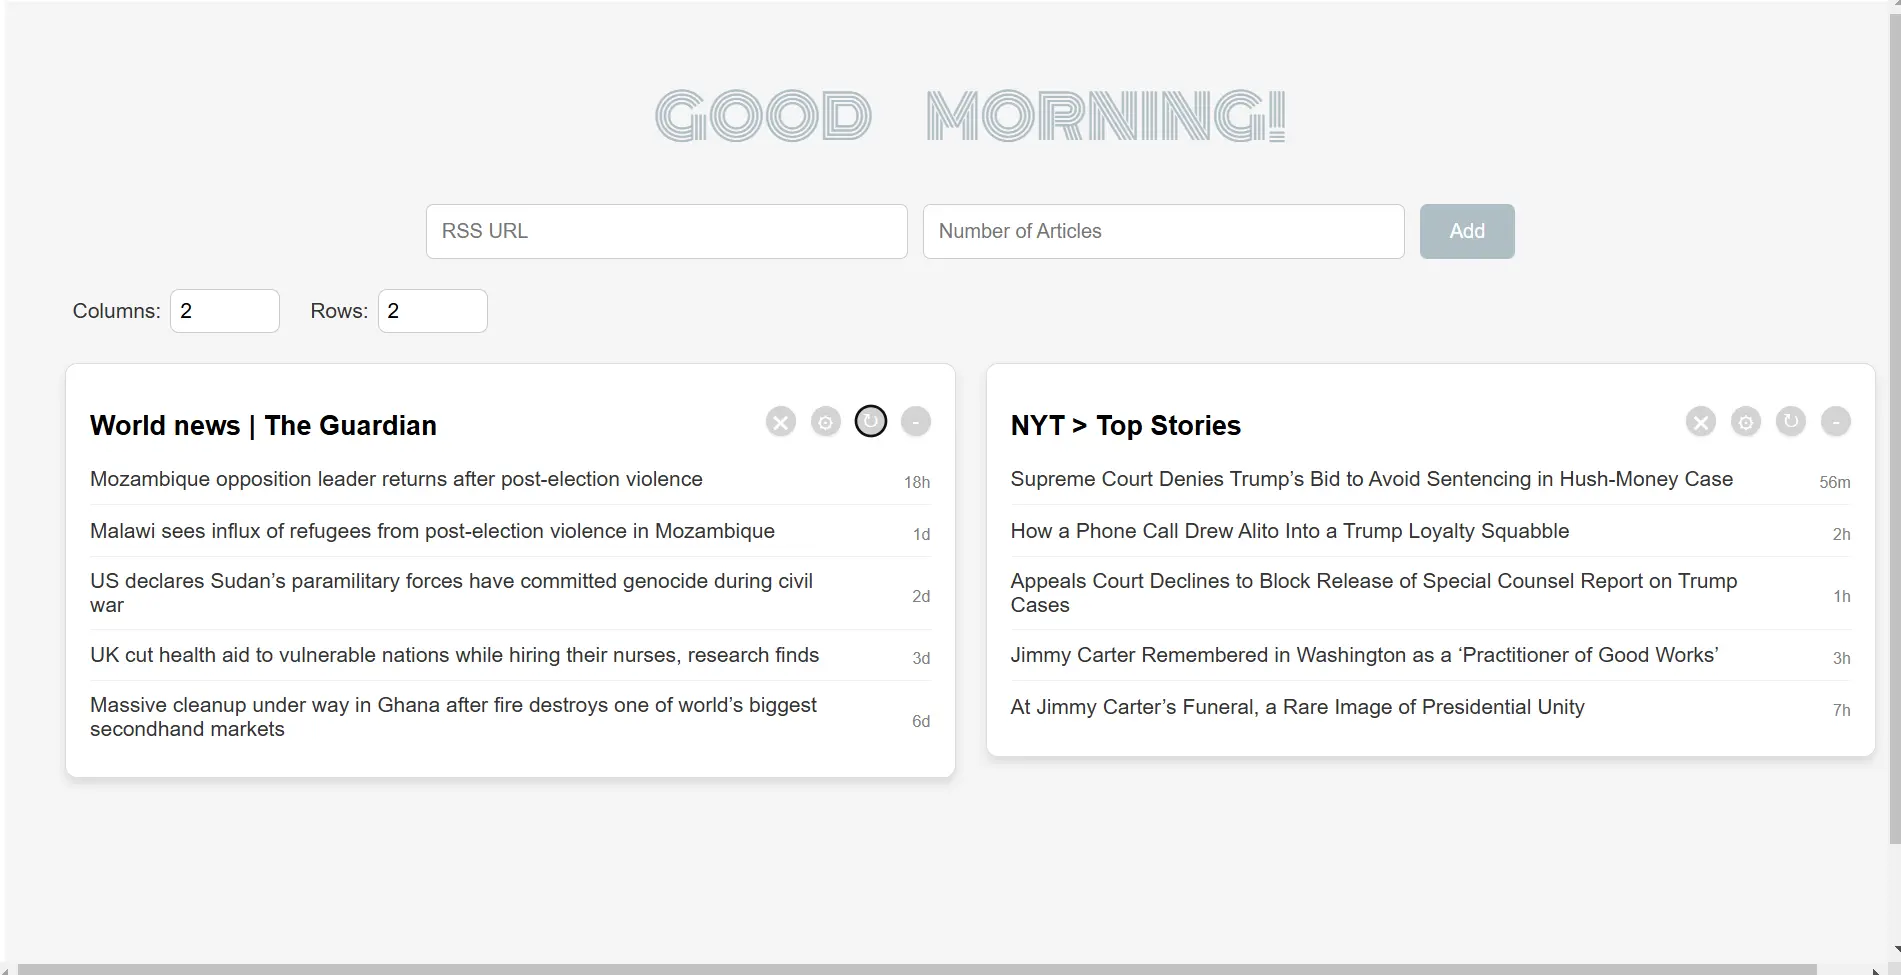 GOOD MORNING!
RSS URL
Number of Articles
Add
Columns: 2
Rows: 2
World news | The Guardian
Mozambique opposition leader returns after post-election violence
18h
Malawi sees influx of refugees from post-election violence in Mozambique
1d
US declares Sudan’s paramilitary forces have committed genocide during civil
war
2d
UK cut health aid to vulnerable nations while hiring their nurses, research finds
3d
Massive cleanup under way in Ghana after fire destroys one of world’s biggest
secondhand markets
6d
NYT > Top Stories
Supreme Court Denies Trump’s Bid to Avoid Sentencing in Hush-Money Case
56m
How a Phone Call Drew Alito Into a Trump Loyalty Squabble
2h
Appeals Court Declines to Block Release of Special Counsel Report on Trump
Cases
1h
Jimmy Carter Remembered in Washington as a ‘Practitioner of Good Works’
3h
At Jimmy Carter’s Funeral, a Rare Image of Presidential Unity
7h